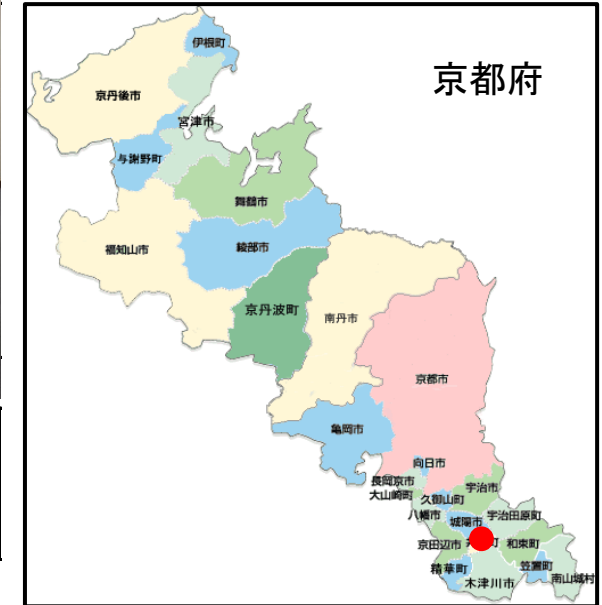 京都府
伊根町
京丹後市
宮津市
与謝野町
舞鶴市
福知山市
綾部市
京丹波町
南丹市
京都市
亀岡市
向日市
長岡京市
大山崎町
宇治市
久御山町
八幡市
宇治田原町
城陽市
京田辺市
町
和束町
精華町
笠置町
木津川市
南山城村